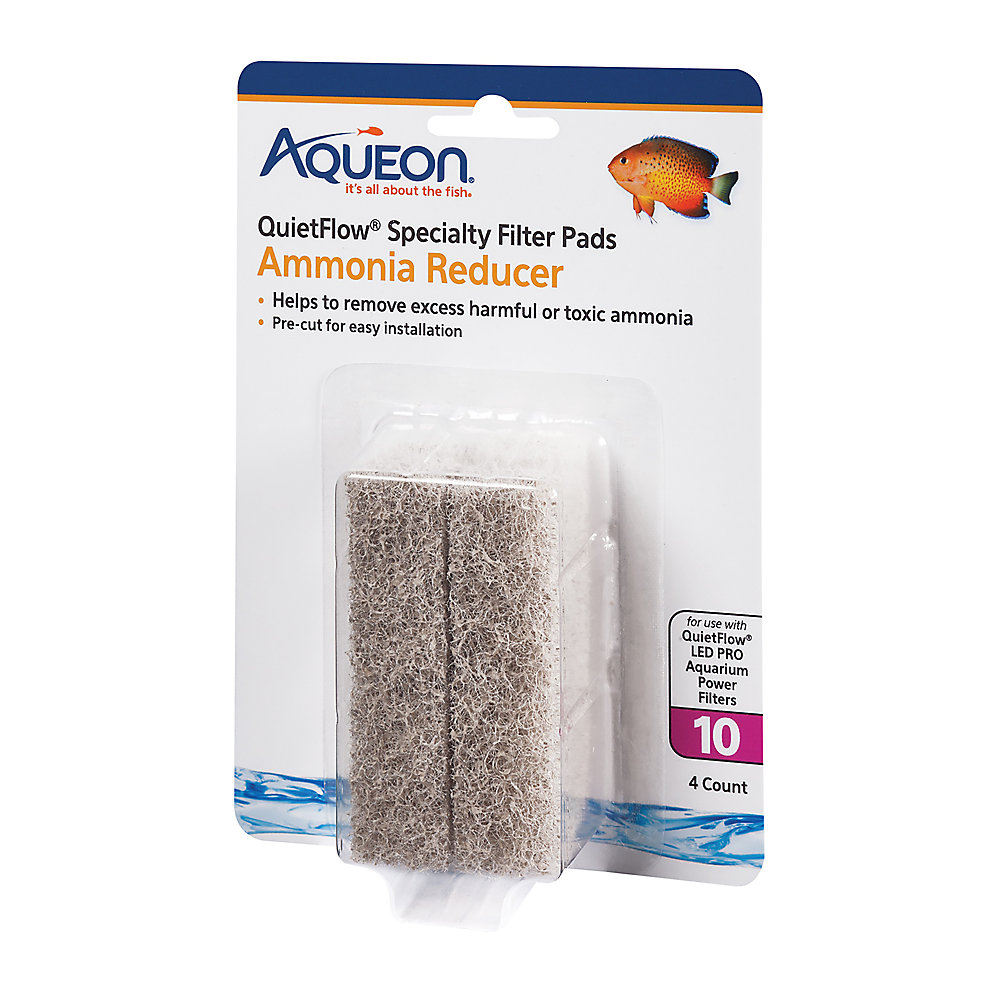 AQUEON®
it's all about the fish®
QuietFlow® Specialty Filter Pads
Ammonia Reducer
• Helps to remove excess harmful or toxic ammonia
• Pre-cut for easy installation
for use with
QuietFlow®
LED PRO
Aquarium
Power
Filters
10
4 Count